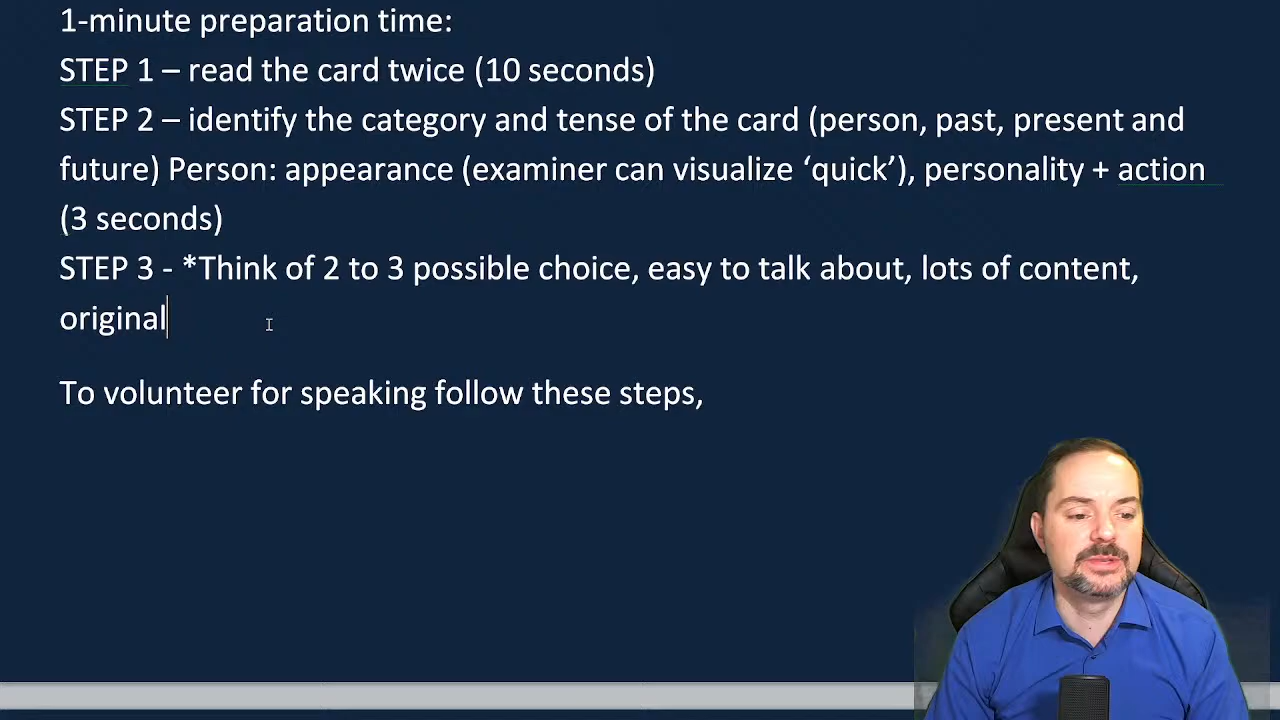 1-minute preparation time:
STEP 1 – read the card twice (10 seconds)
STEP 2 – identify the category and tense of the card (person, past, present and
future) Person: appearance (examiner can visualize ‘quick’), personality + action
(3 seconds)
STEP 3 - *Think of 2 to 3 possible choice, easy to talk about, lots of content,
original
To volunteer for speaking follow these steps,